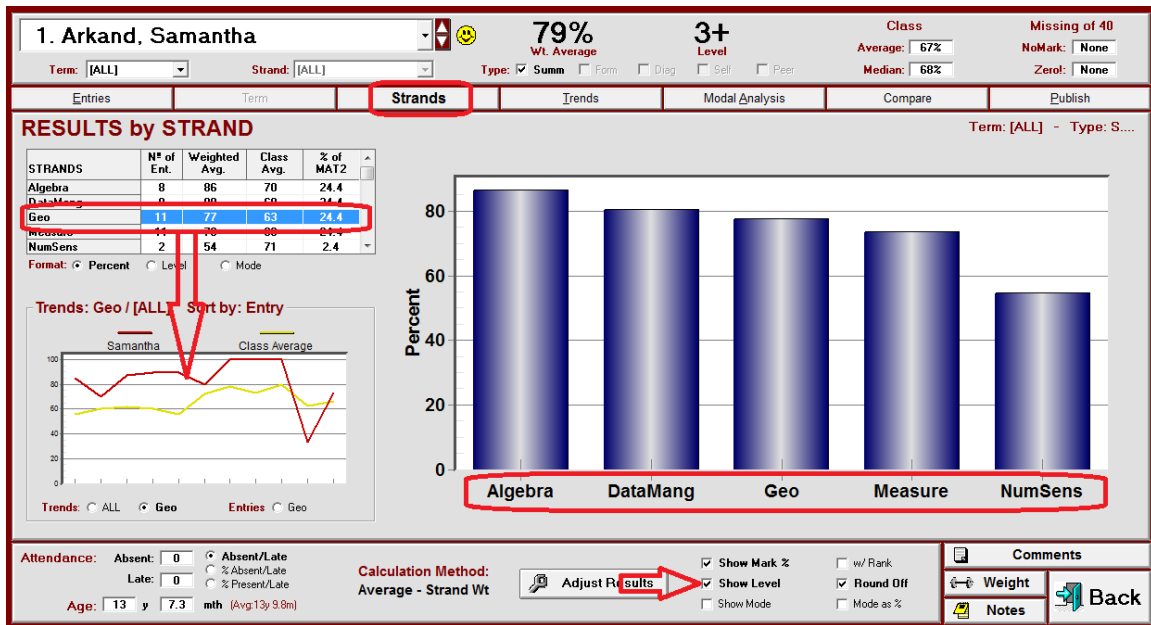 1. Arkand, Samantha
79%
Wt. Average
3+
Level
Class
Average: 67%
Median: 68%
Missing of 40
NoMark: None
Zero!: None
Term: [ALL]
Strand: [ALL]
Type: Summ Form Diag Self Peer
Entries Term Strands Trends Modal Analysis Compare Publish
RESULTS by STRAND
Term: [ALL] - Type: S....
STRANDS Nº of Ent. Weighted Avg. Class Avg. % of MAT2
Algebra 8 86 70 24.4
DataMang
Geo 11 77 63 24.4
Measure
NumSens 2 54 71 2.4
Format: Percent Level Mode
Trends: Geo / [ALL] Sort by: Entry
Samantha Class Average
100
80
60
40
20
0
Trends: ALL Geo Entries Geo
Percent
80
60
40
20
0
Algebra DataMang Geo Measure NumSens
Attendance: Absent: 0
Late: 0
Absent/Late
% Absent/Late
% Present/Late
Age: 13 y 7.3 mth (Avg:13y 9.8m)
Calculation Method:
Average - Strand Wt
Adjust Results
Show Mark %
Show Level
Show Mode
w/ Rank
Round Off
Mode as %
Comments
Weight
Notes
Back